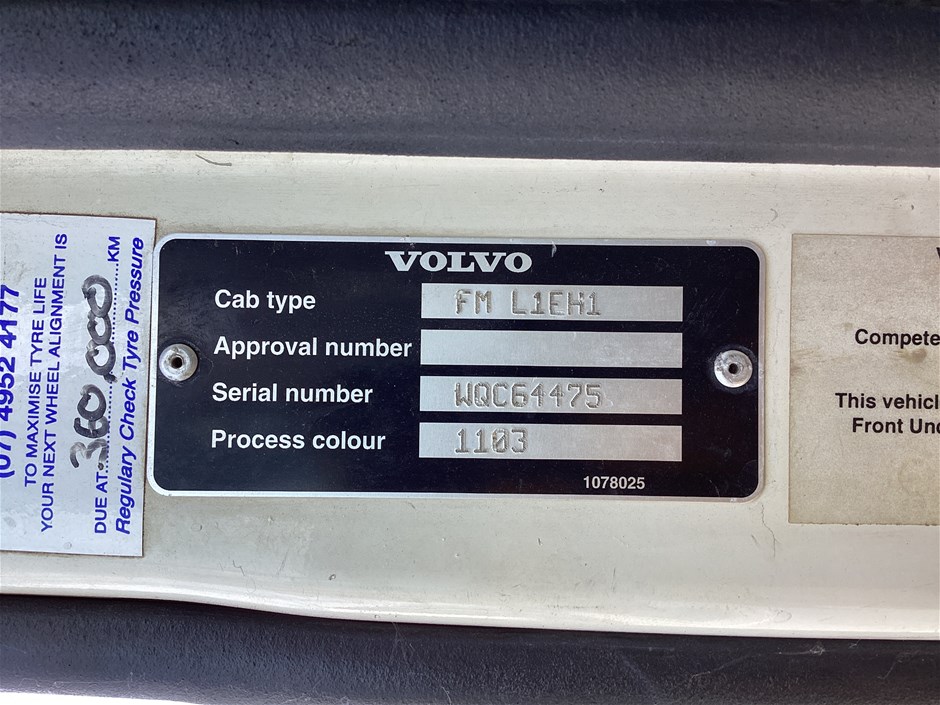 (07) 4952 4177
TO MAXIMISE TYRE LIFE
YOUR NEXT WHEEL ALIGNMENT IS
DUE AT: 360,000 KM
Regulary Check Tyre Pressure
VOLVO
Cab type FM L1EH1
Approval number
Serial number WQC64475
Process colour 1103
1078025
Compete
This vehicl
Front Und